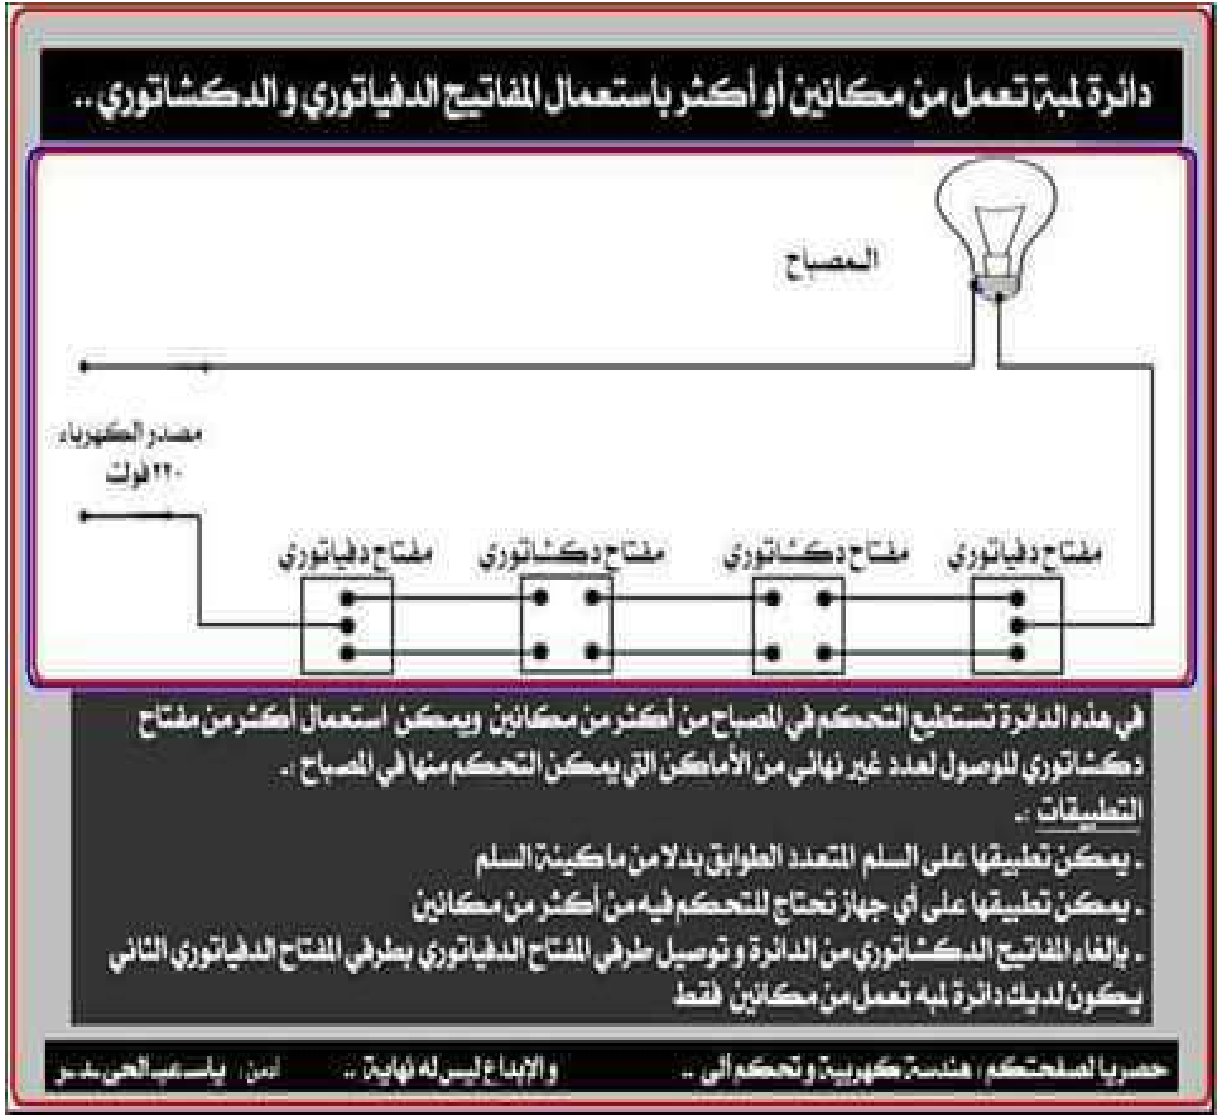 دائرة لمبة تعمل من مكانين أو أكثر باستعمال المفاتيح الدفياتوري و الدكشاتوري ..
المصباح
مصدر الكهرباء
٢٢٠ فولت
مفتاح دفياتوري
مفتاح دكشاتوري
مفتاح دكشاتوري
مفتاح دفياتوري
في هذه الدائرة تستطيع التحكم في المصباح من أكثر من مكانين ويمكن استعمال أكثر من مفتاح
دكشاتوري للوصول لعدد غير نهائي من الأماكن التي يمكن التحكم منها في المصباح :ـ
التطبيقات :ـ
ـ يمكن تطبيقها على السلم المتعدد الطوابق بدلا من ماكينة السلم
ـ يمكن تطبيقها على أي جهاز تحتاج للتحكم فيه من أكثر من مكانين
ـ بإلغاء المفاتيح الدكشاتوري من الدائرة و توصيل طرفي المفتاح الدفياتوري بطرفي المفتاح الدفياتوري الثاني
يكون لديك دائرة لمبه تعمل من مكانين فقط
حصريا لصفحتكم : هندسة كهربية و تحكم ألى .. والإبداع ليس له نهاية .. أدمن :